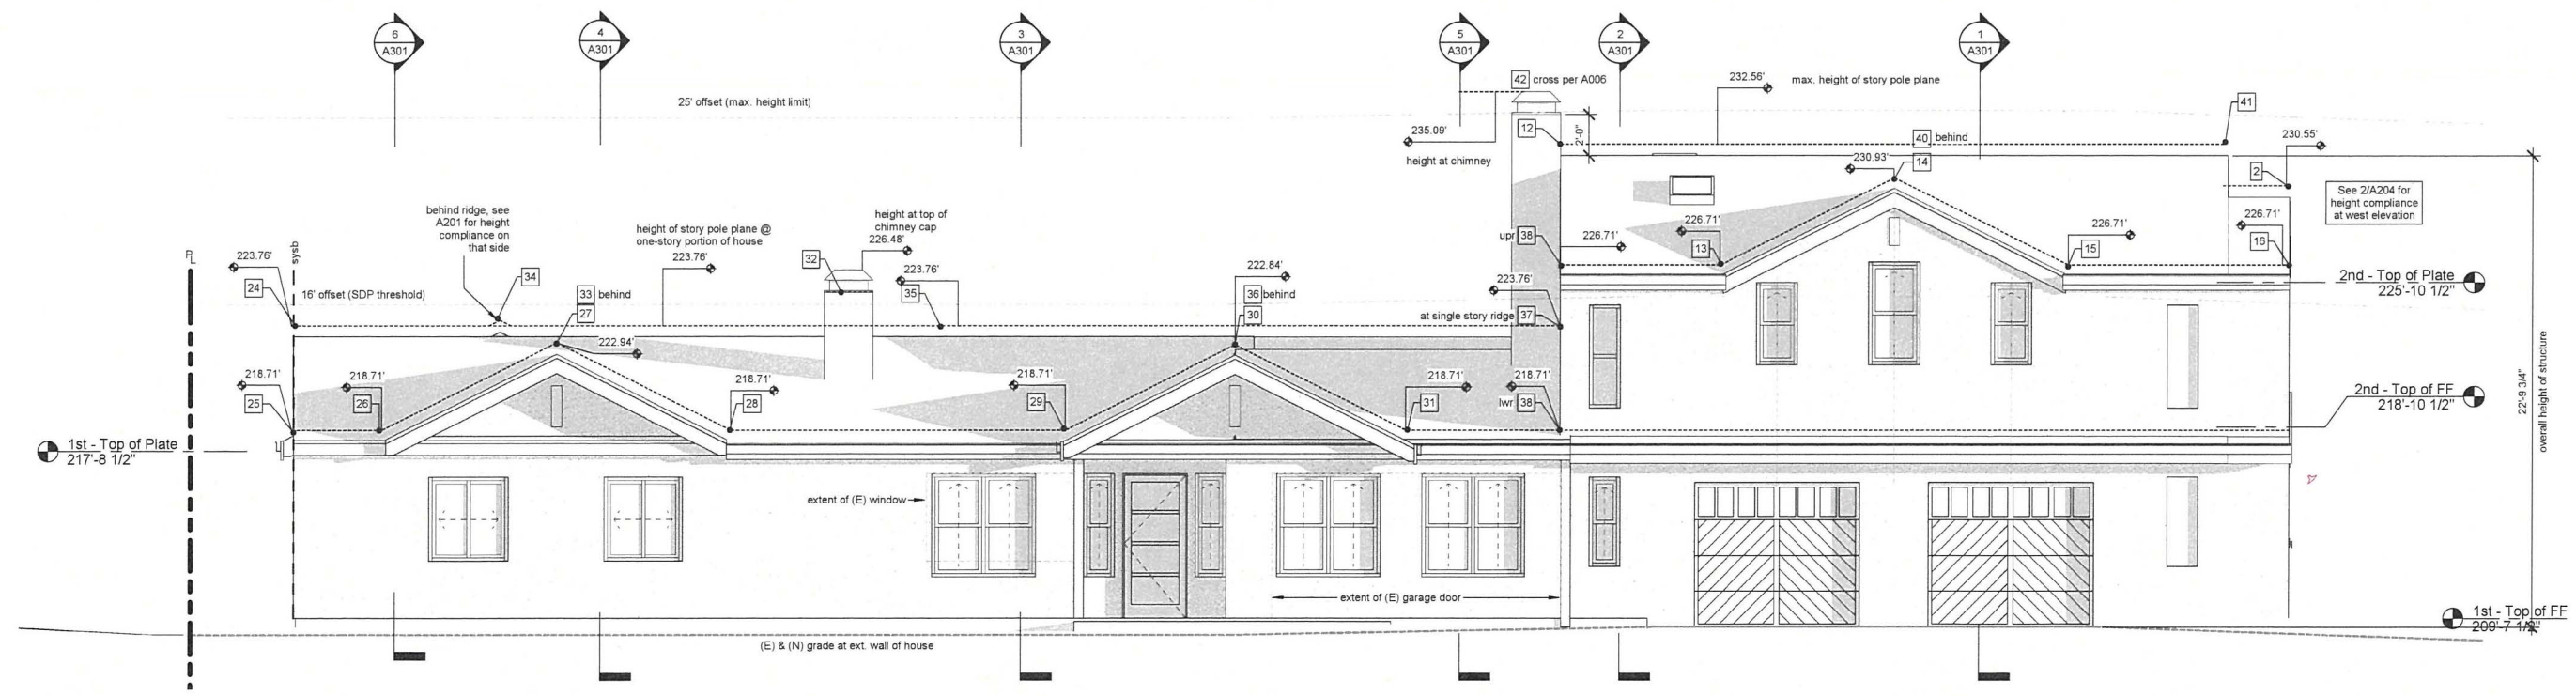 6
A301
4
A301
3
A301
5
A301
2
A301
1
A301
25' offset (max. height limit)
42 cross per A006
232.56'
max. height of story pole plane
41
12
2'-0"
235.09'
height at chimney
40 behind
230.55'
230.93'
14
2
See 2/A204 for
height compliance
at west elevation
behind ridge, see
A201 for height
compliance on
that side
height of story pole plane @
one-story portion of house
height at top of
chimney cap
226.48'
226.71'
226.71'
226.71'
226.71'
upr 38
13
15
16
PL
sysb
223.76'
24
34
223.76'
32
223.76'
35
222.84'
223.76'
16' offset (SDP threshold)
33 behind
27
36 behind
30
at single story ridge 37
2nd - Top of Plate
225'-10 1/2"
222.94'
218.71'
25
218.71'
26
218.71'
28
218.71'
29
218.71'
31
218.71'
lwr 38
2nd - Top of FF
218'-10 1/2"
22'-9 3/4"
overall height of structure
1st - Top of Plate
217'-8 1/2"
extent of (E) window
extent of (E) garage door
1st - Top of FF
209'-7 1/2"
(E) & (N) grade at ext. wall of house